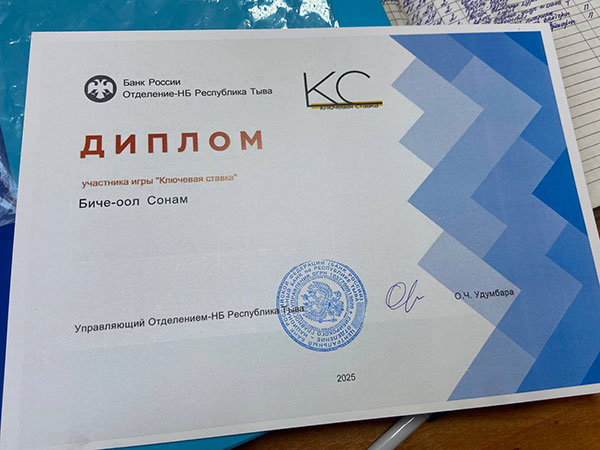 Банк России
Отделение-НБ Республика Тыва
КС
КЛЮЧЕВАЯ СТАВКА
ДИПЛОМ
участника игры "Ключевая ставка"
Биче-оол Сонам
Управляющий Отделением-НБ Республика Тыва
О.Ч. Удумбара
2025